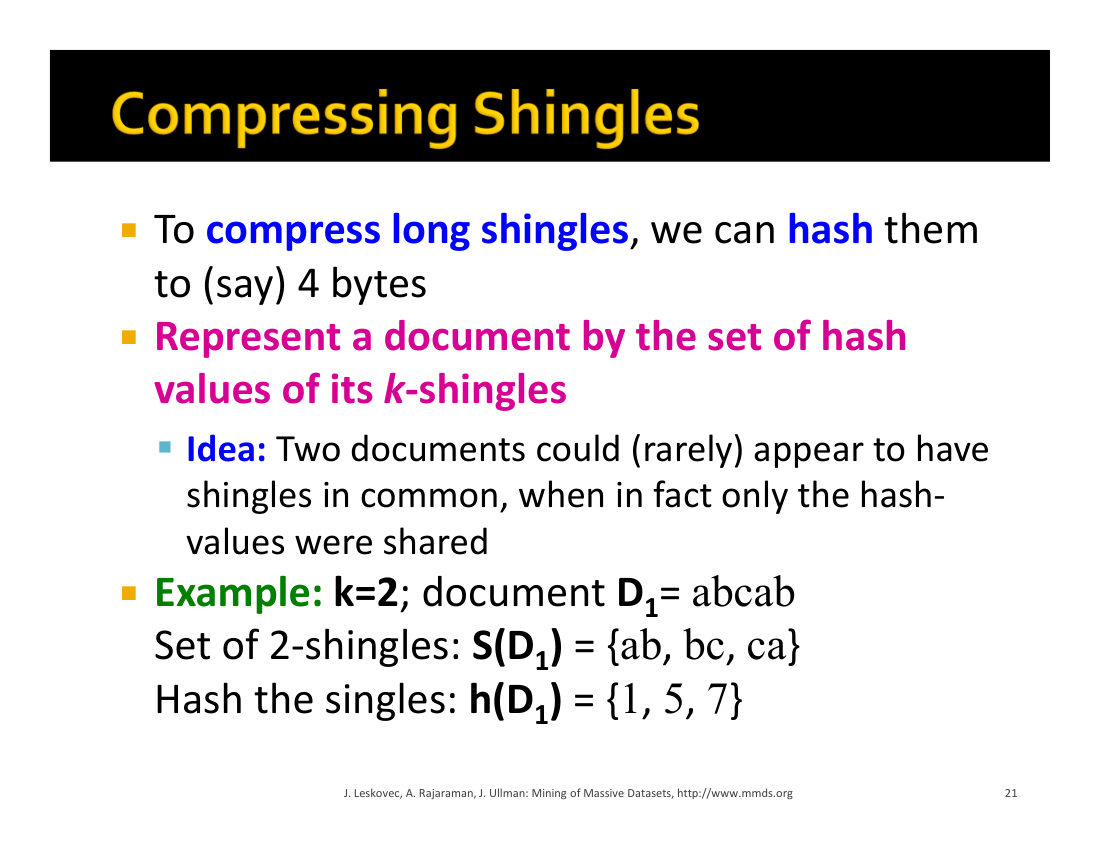 Compressing Shingles
To compress long shingles, we can hash them
to (say) 4 bytes
Represent a document by the set of hash
values of its k-shingles
Idea: Two documents could (rarely) appear to have
shingles in common, when in fact only the hash-
values were shared
Example: k=2; document D₁= abcab
Set of 2-shingles: S(D₁) = {ab, bc, ca}
Hash the singles: h(D₁) = {1, 5, 7}
J. Leskovec, A. Rajaraman, J. Ullman: Mining of Massive Datasets, http://www.mmds.org
21